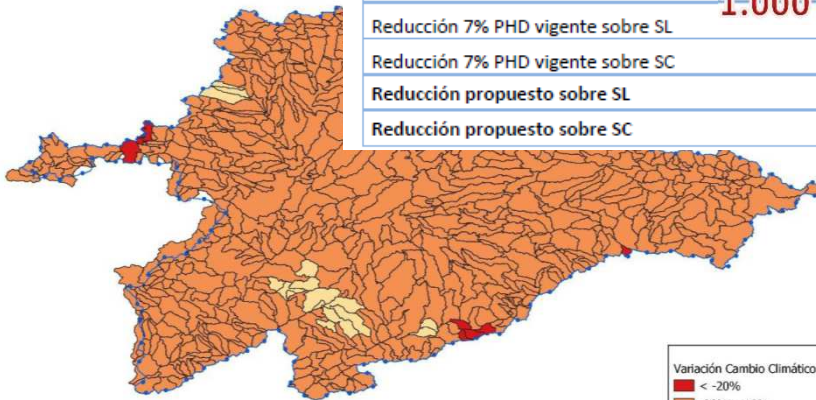 1.000
Reducción 7% PHD vigente sobre SL
Reducción 7% PHD vigente sobre SC
Reducción propuesto sobre SL
Reducción propuesto sobre SC
Variación Cambio Climático
< -20%